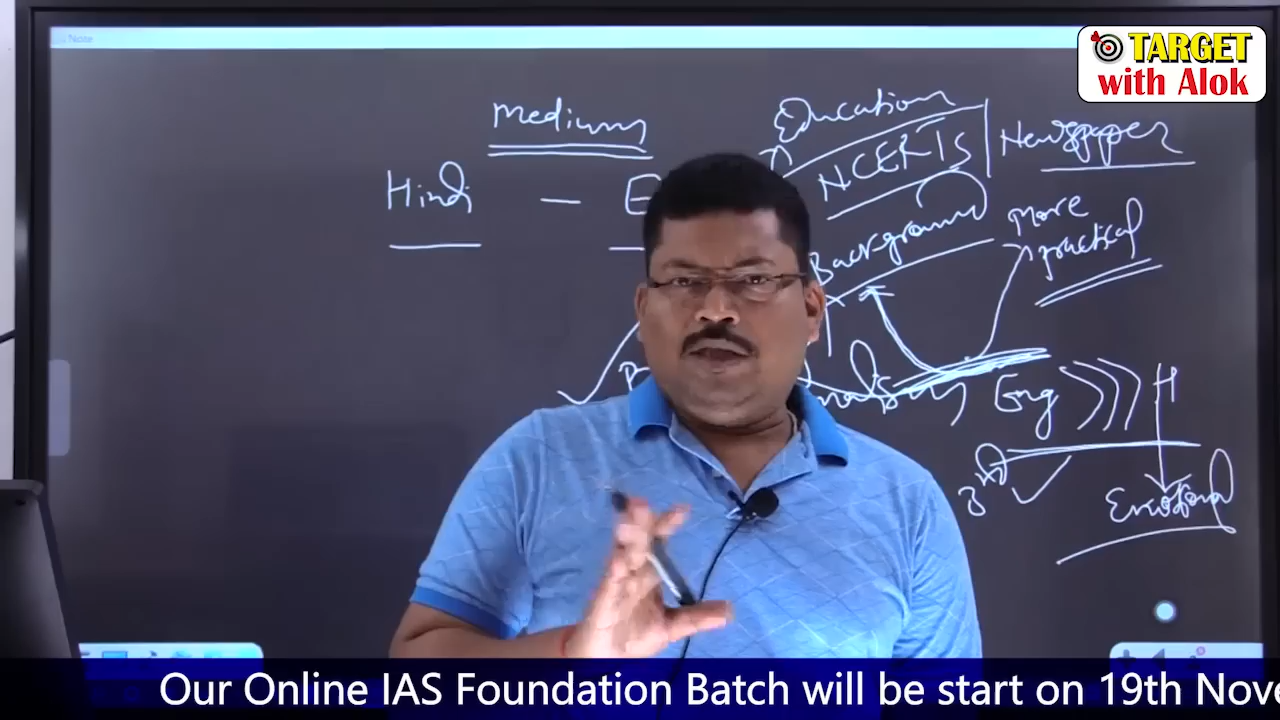 Note
TARGET
with Alok
Medium
Education
NCERTs
Newspaper
Hindi – E
Background
More
practical
Eng >>> H
3rd
Emotional
Our Online IAS Foundation Batch will be start on 19th Nove